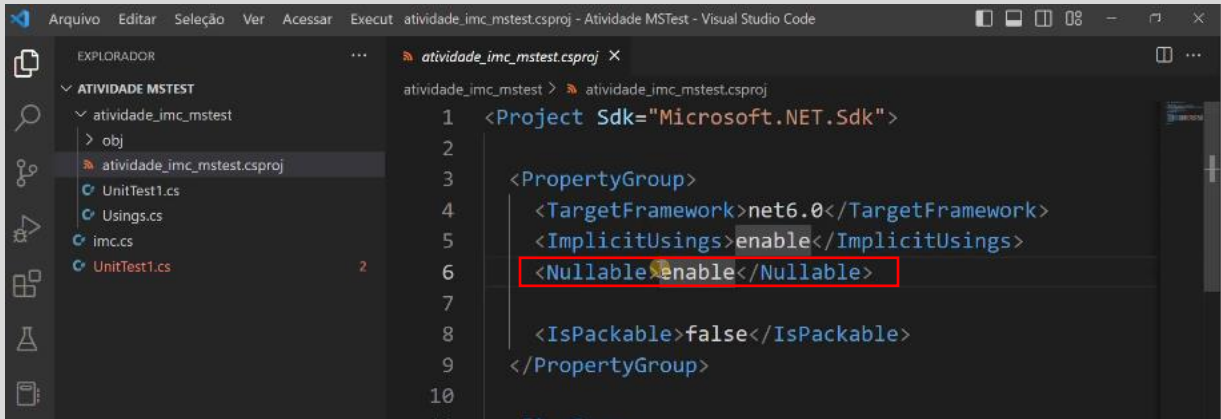 Arquivo Editar Seleção Ver Acessar Execut atividade_imc_mstest.csproj - Atividade MSTest - Visual Studio Code
EXPLORADOR ...
atividade_imc_mstest.csproj
ATIVIDADE MSTEST
atividade_imc_mstest > atividade_imc_mstest.csproj
atividade_imc_mstest
obj
atividade_imc_mstest.csproj
UnitTest1.cs
Usings.cs
imc.cs
UnitTest1.cs 2
1 <Project Sdk="Microsoft.NET.Sdk">
2
3 <PropertyGroup>
4 <TargetFramework>net6.0</TargetFramework>
5 <ImplicitUsings>enable</ImplicitUsings>
6 <Nullable>enable</Nullable>
7
8 <IsPackable>false</IsPackable>
9 </PropertyGroup>
10